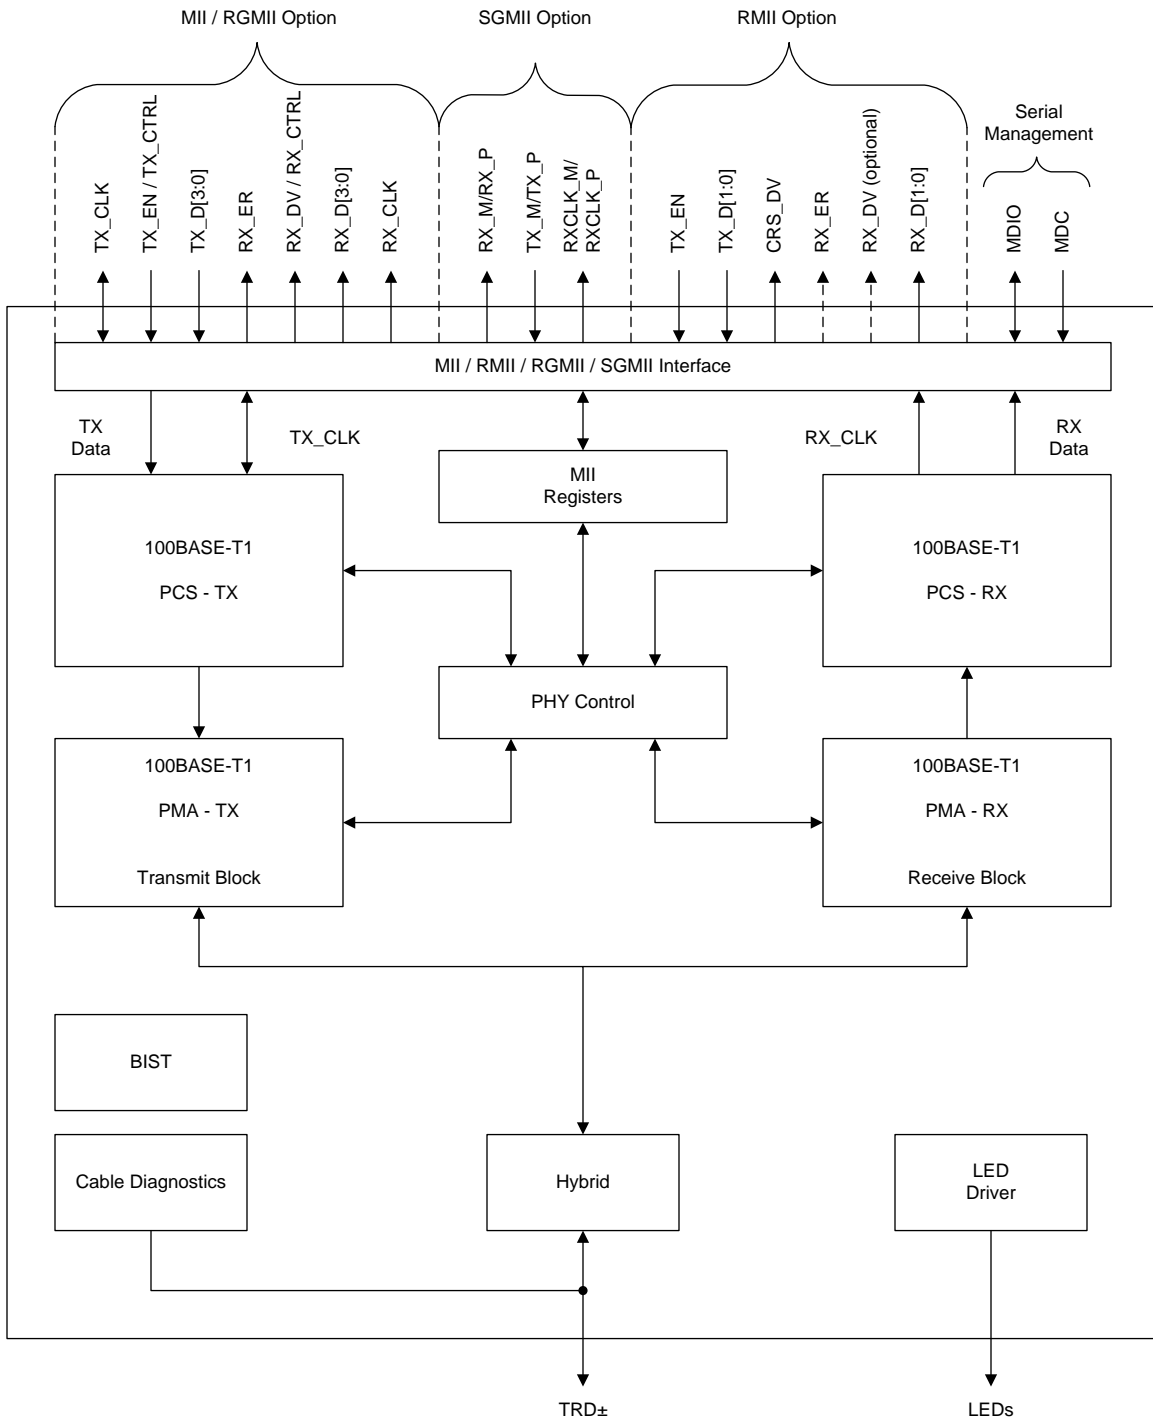 MII / RGMII Option
SGMII Option
RMII Option
Serial
Management
TX_CLK
TX_EN / TX_CTRL
TX_D[3:0]
RX_ER
RX_DV / RX_CTRL
RX_D[3:0]
RX_CLK
RX_M/RX_P
TX_M/TX_P
RXCLK_M/
RXCLK_P
TX_EN
TX_D[1:0]
CRS_DV
RX_ER
RX_DV (optional)
RX_D[1:0]
MDIO
MDC
MII / RMII / RGMII / SGMII Interface
TX
Data
TX_CLK
RX_CLK
RX
Data
MII
Registers
100BASE-T1
PCS - TX
100BASE-T1
PCS - RX
PHY Control
100BASE-T1
PMA - TX
Transmit Block
100BASE-T1
PMA - RX
Receive Block
BIST
Cable Diagnostics
Hybrid
LED
Driver
TRD±
LEDs